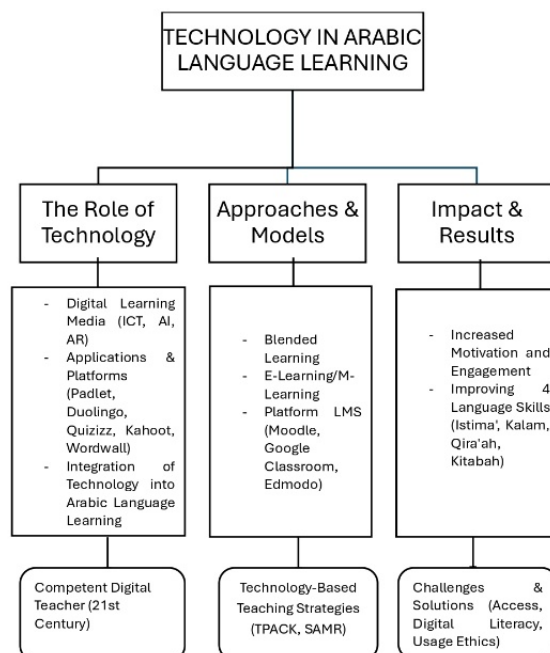 TECHNOLOGY IN ARABIC
LANGUAGE LEARNING
The Role of
Technology
Approaches &
Models
Impact &
Results
- Digital Learning
Media (ICT, AI,
AR)
- Applications &
Platforms
(Padlet,
Duolingo,
Quizizz, Kahoot,
Wordwall)
- Integration of
Technology into
Arabic Language
Learning
- Blended
Learning
- E-Learning/M-
Learning
- Platform LMS
(Moodle,
Google
Classroom,
Edmodo)
- Increased
Motivation and
Engagement
- Improving 4
Language Skills
(Istima', Kalam,
Qira'ah,
Kitabah)
Competent Digital
Teacher (21st
Century)
Technology-Based
Teaching Strategies
(TPACK, SAMR)
Challenges &
Solutions (Access,
Digital Literacy,
Usage Ethics)